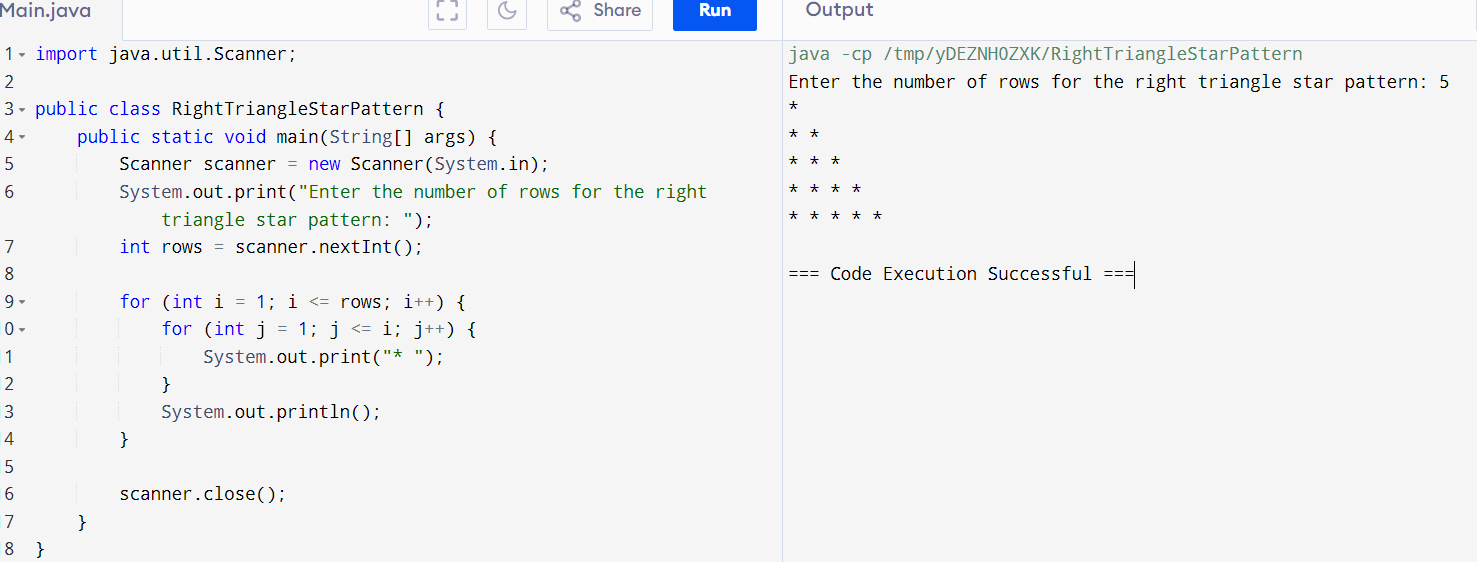 Main.java
Share
Run
Output
1 import java.util.Scanner;
2
3 public class RightTriangleStarPattern {
4 public static void main(String[] args) {
5 Scanner scanner = new Scanner(System.in);
6 System.out.print("Enter the number of rows for the right
triangle star pattern: ");
7 int rows = scanner.nextInt();
8
9 for (int i = 1; i <= rows; i++) {
0 for (int j = 1; j <= i; j++) {
1 System.out.print("* ");
2 }
3 System.out.println();
4 }
5
6 scanner.close();
7 }
8 }
java -cp /tmp/yDEZNHOZXK/RightTriangleStarPattern
Enter the number of rows for the right triangle star pattern: 5
*
* *
* * *
* * * *
* * * * *
=== Code Execution Successful ===